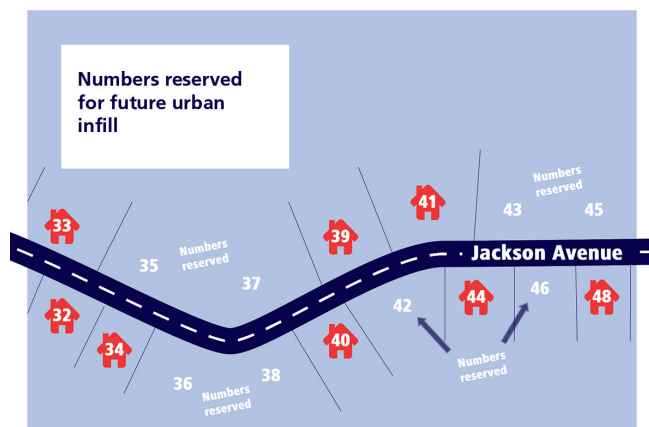 Numbers reserved
for future urban
infill
Numbers
reserved
43
45
41
33
39
Numbers
reserved
35
37
Jackson Avenue
32
34
40
42
44
46
48
36
38
Numbers
reserved
Numbers
reserved